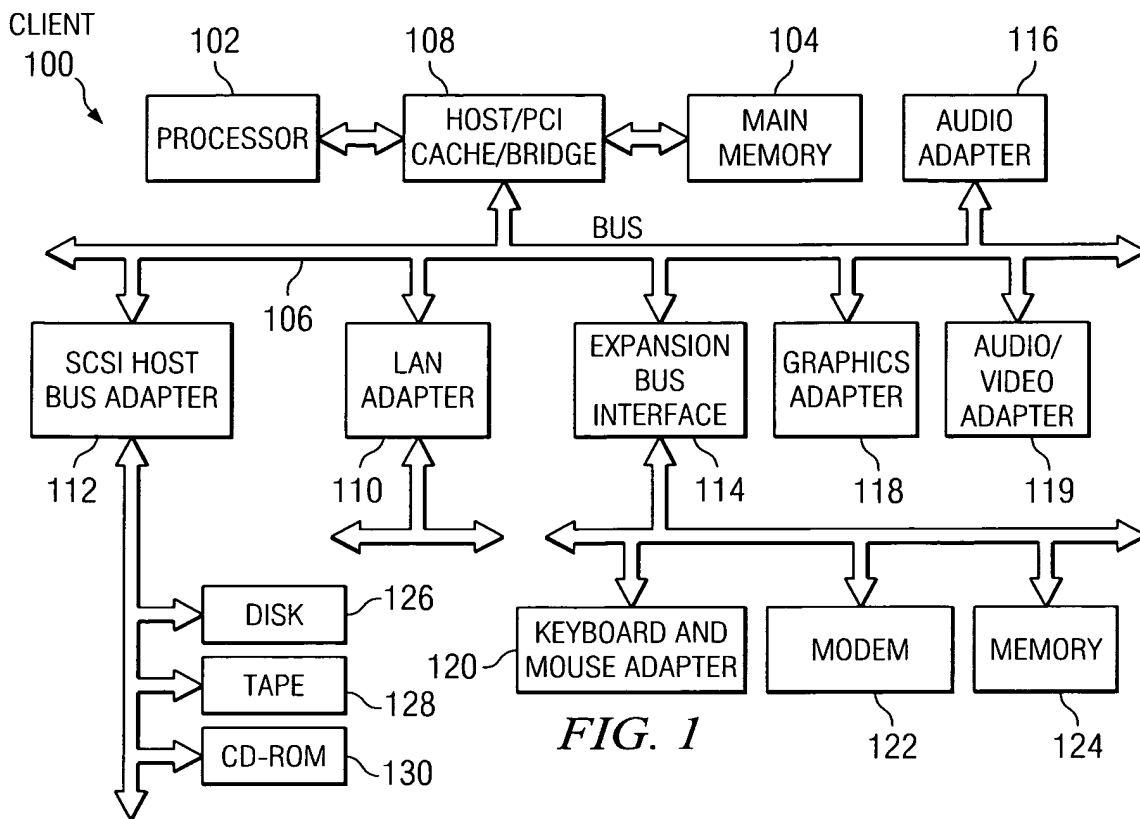 CLIENT
100
102
108
104
116
PROCESSOR
HOST/PCI
CACHE/BRIDGE
MAIN
MEMORY
AUDIO
ADAPTER
BUS
106
SCSI HOST
BUS ADAPTER
LAN
ADAPTER
EXPANSION
BUS
INTERFACE
GRAPHICS
ADAPTER
AUDIO/
VIDEO
ADAPTER
112
110
114
118
119
DISK
126
TAPE
128
CD-ROM
130
120
KEYBOARD AND
MOUSE ADAPTER
MODEM
MEMORY
122
124
FIG. 1